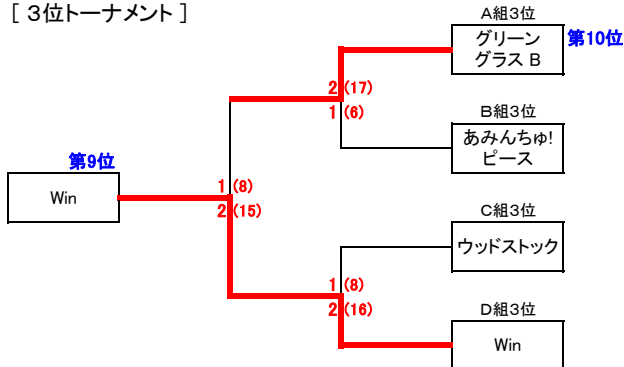 [ 3位トーナメント ]
A組3位
グリーン
グラス B
第10位
2 (17)
1 (6)
B組3位
あみんちゅ!
ピース
第9位
Win
1 (8)
2 (15)
C組3位
ウッドストック
1 (8)
2 (16)
D組3位
Win